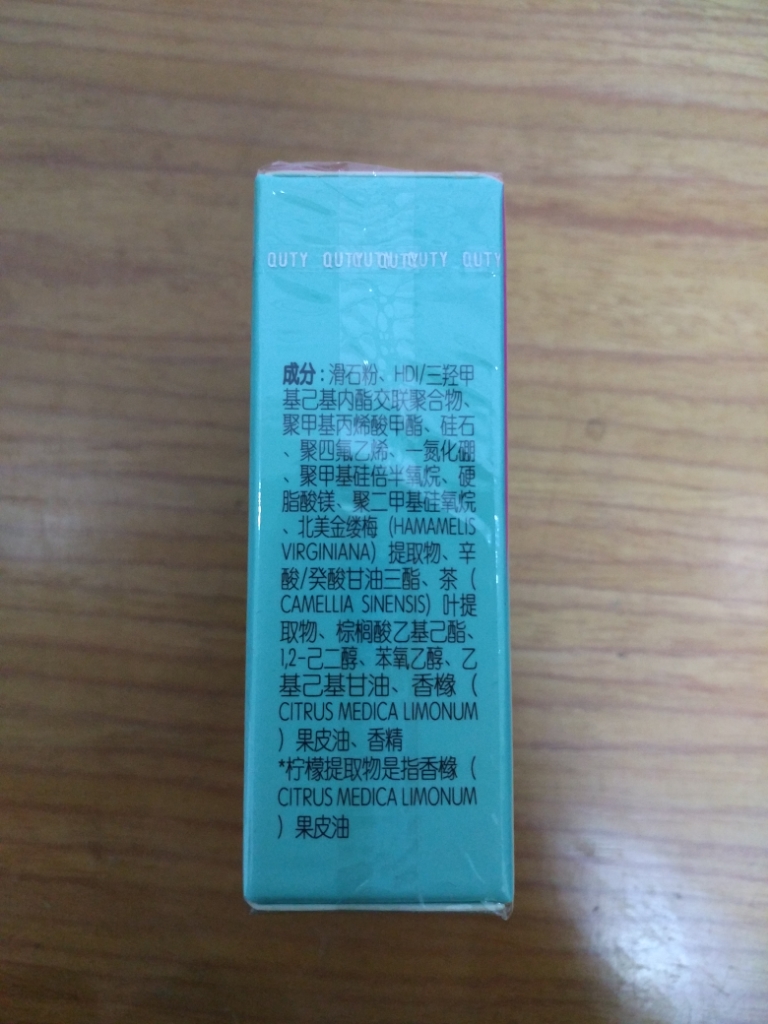 QUTY QUTY QUTY QUTY QUTY QUTY
成分:滑石粉、HDI/三羟甲
基己基内酯交联聚合物、
聚甲基丙烯酸甲酯、硅石
、聚四氟乙烯、一氮化硼
、聚甲基硅倍半氧烷、硬
脂酸镁、聚二甲基硅氧烷
、北美金缕梅(HAMAMELIS
VIRGINIANA)提取物、辛
酸/癸酸甘油三酯、茶(
CAMELLIA SINENSIS)叶提
取物、棕榈酸乙基己酯、
1,2-己二醇、苯氧乙醇、乙
基己基甘油、香橼(
CITRUS MEDICA LIMONUM
)果皮油、香精
*柠檬提取物是指香橼(
CITRUS MEDICA LIMONUM
)果皮油